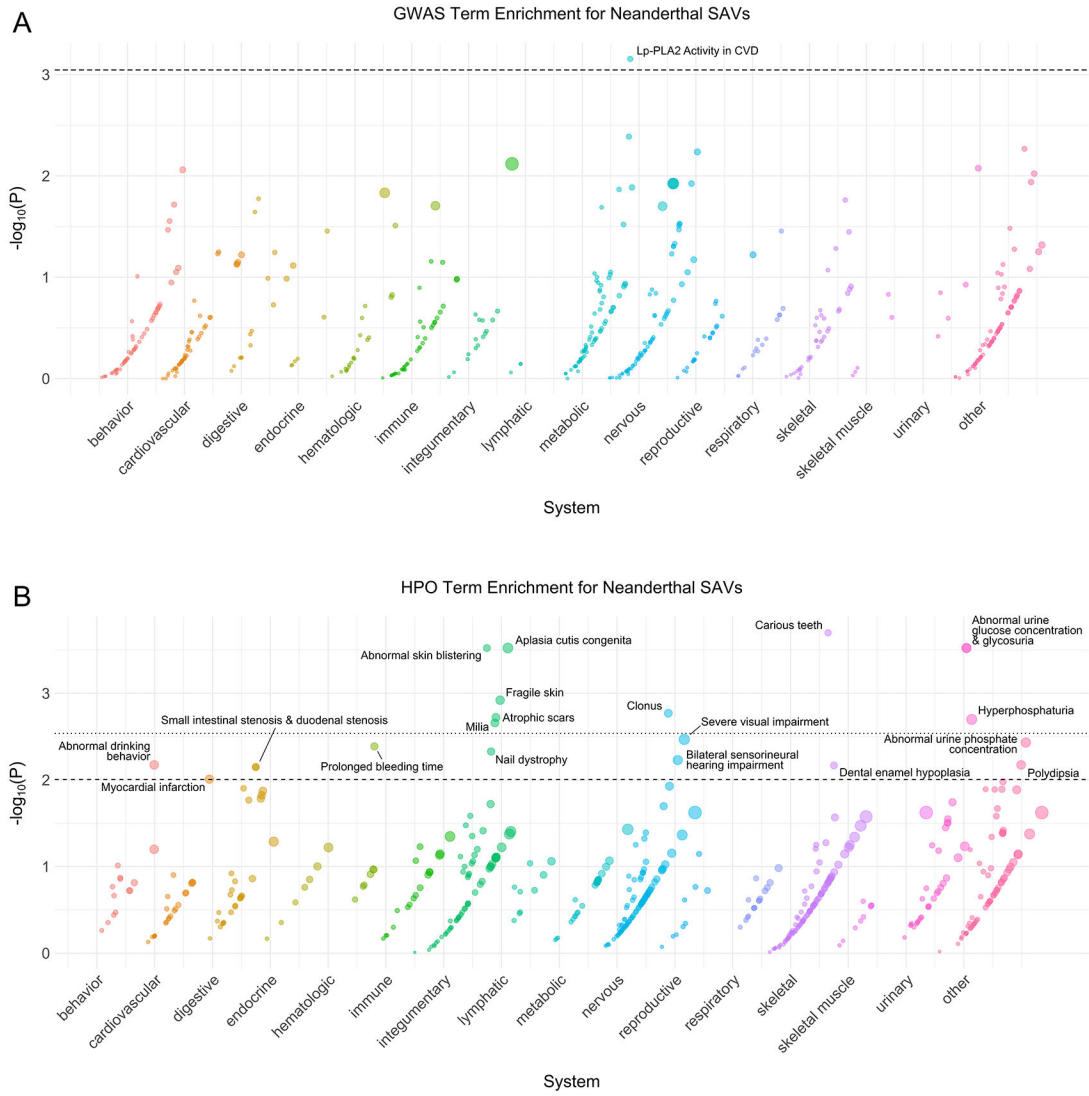 A
GWAS Term Enrichment for Neanderthal SAVs
Lp-PLA2 Activity in CVD
3
2
1
0
-log10(P)
behavior
cardiovascular
digestive
endocrine
hematologic
immune
integumentary
lymphatic
metabolic
nervous
reproductive
respiratory
skeletal
skeletal muscle
urinary
other
System
B
HPO Term Enrichment for Neanderthal SAVs
Carious teeth
Abnormal urine
glucose concentration
& glycosuria
Aplasia cutis congenita
Abnormal skin blistering
Fragile skin
Clonus
Hyperphosphaturia
Small intestinal stenosis & duodenal stenosis
Atrophic scars
Milia
Severe visual impairment
Abnormal drinking
behavior
Prolonged bleeding time
Nail dystrophy
Bilateral sensorineural
hearing impairment
Abnormal urine phosphate
concentration
Myocardial infarction
Dental enamel hypoplasia
Polydipsia
3
2
1
0
-log10(P)
behavior
cardiovascular
digestive
endocrine
hematologic
immune
integumentary
lymphatic
metabolic
nervous
reproductive
respiratory
skeletal
skeletal muscle
urinary
other
System